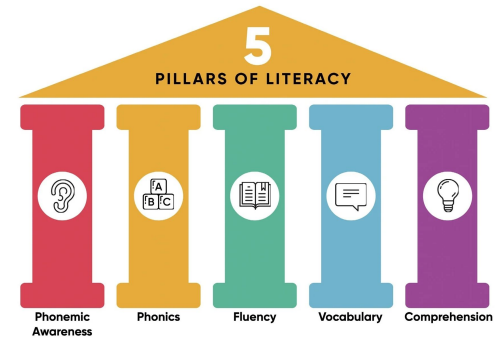 5
PILLARS OF LITERACY
A
B C
Phonemic
Awareness
Phonics
Fluency
Vocabulary
Comprehension